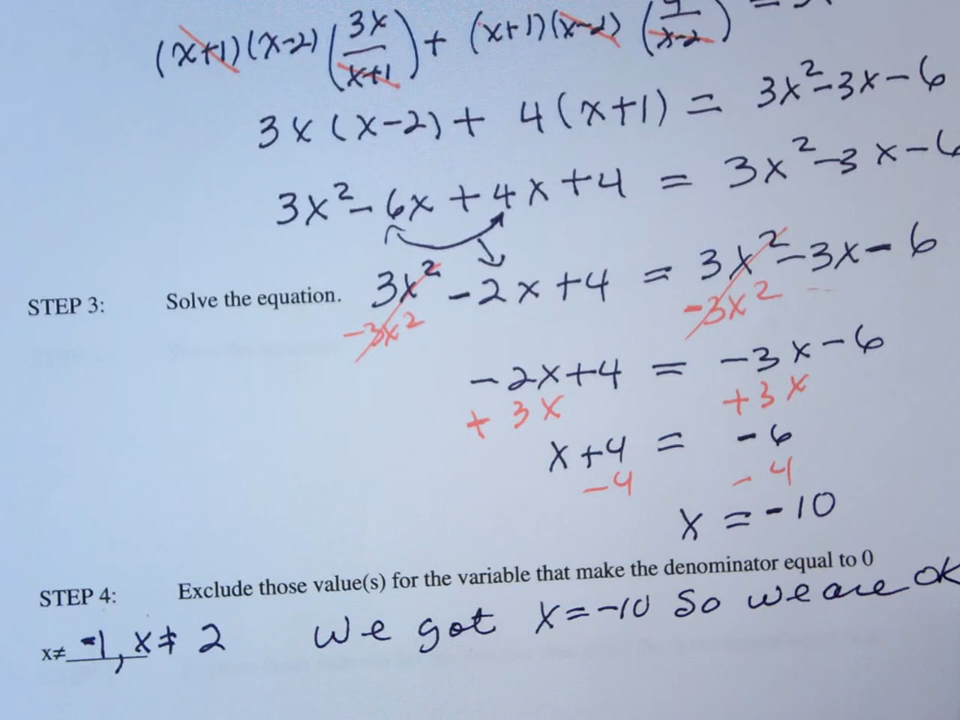 (x+1)(x-2)(3x/x+1) + (x+1)(x-2)(/x-2) =
3x(x-2)+ 4(x+1) = 3x²-3x-6
3x²-6x+4x+4 = 3x²-3x-6
STEP 3: Solve the equation. 3x²-2x+4 = 3x²-3x-6
-3x² -3x²
-2x+4 = -3x-6
+3x +3x
x+4 = -6
-4 -4
x=-10
STEP 4: Exclude those value(s) for the variable that make the denominator equal to 0
x≠ -1, x≠2 We got x=-10 so we are OK